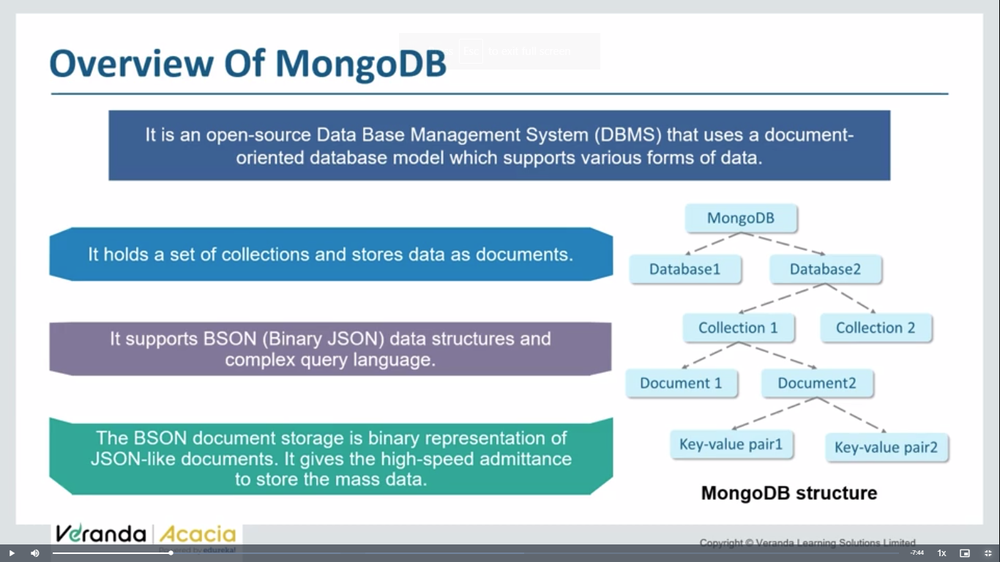 Esc to exit full screen
Overview Of MongoDB
It is an open-source Data Base Management System (DBMS) that uses a document-
oriented database model which supports various forms of data.
It holds a set of collections and stores data as documents.
It supports BSON (Binary JSON) data structures and
complex query language.
The BSON document storage is binary representation of
JSON-like documents. It gives the high-speed admittance
to store the mass data.
MongoDB
Database1
Database2
Collection 1
Collection 2
Document 1
Document2
Key-value pair1
Key-value pair2
MongoDB structure
Veranda | Acacia
Powered by edureka!
Copyright © Veranda Learning Solutions Limited
-7:44
1x